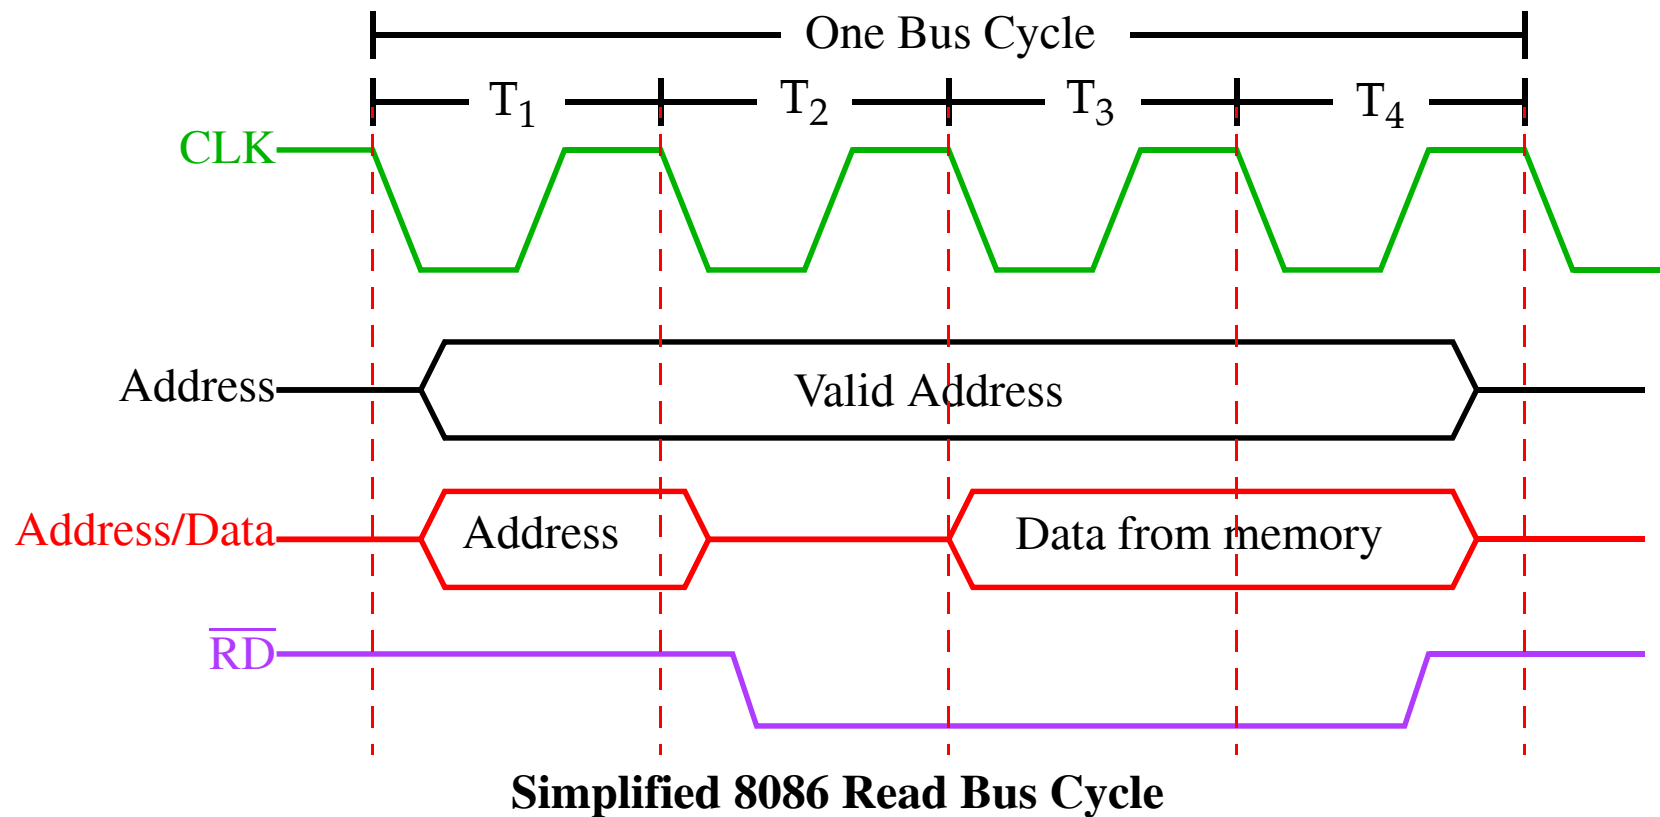 One Bus Cycle
T₁ T₂ T₃ T₄
CLK
Address Valid Address
Address/Data Address Data from memory
R̅D̅
Simplified 8086 Read Bus Cycle